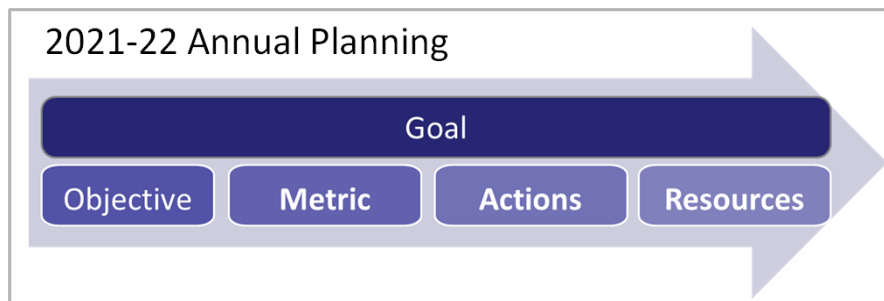 2021-22 Annual Planning
Goal
Objective Metric Actions Resources